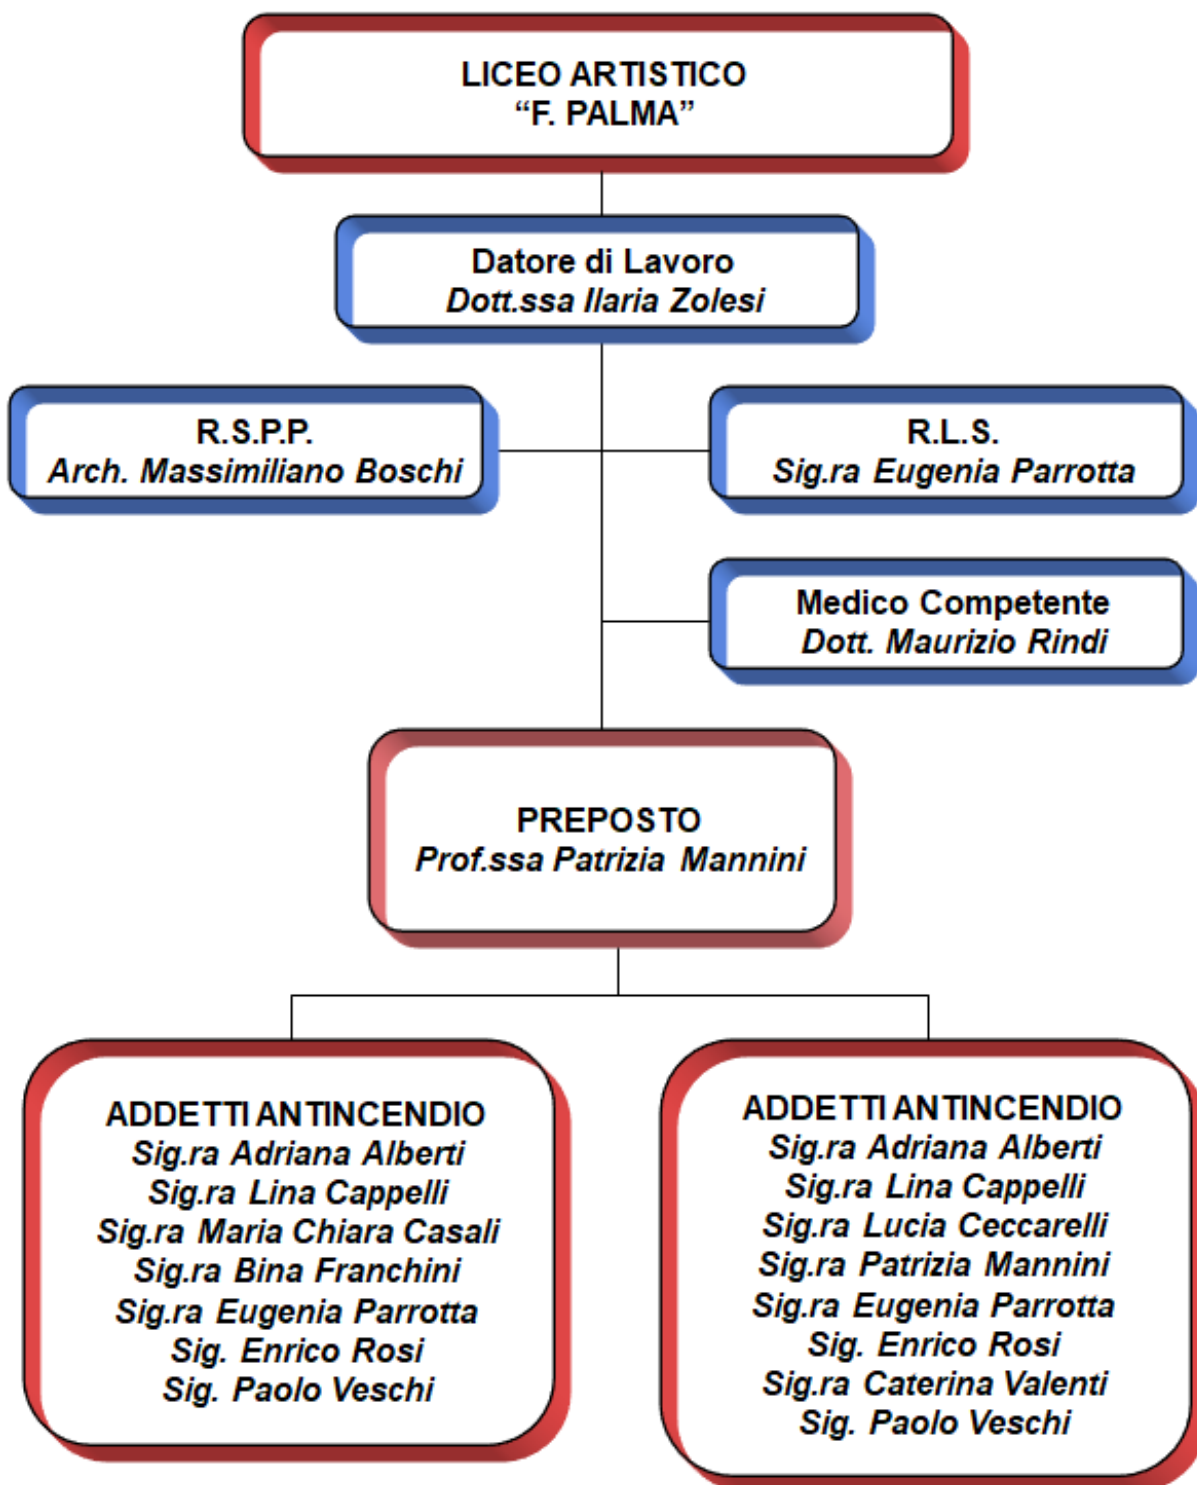 LICEO ARTISTICO
“F. PALMA”
Datore di Lavoro
Dott.ssa Ilaria Zolesi
R.S.P.P.
Arch. Massimiliano Boschi
R.L.S.
Sig.ra Eugenia Parrotta
Medico Competente
Dott. Maurizio Rindi
PREPOSTO
Prof.ssa Patrizia Mannini
ADDETTI ANTINCENDIO
Sig.ra Adriana Alberti
Sig.ra Lina Cappelli
Sig.ra Maria Chiara Casali
Sig.ra Bina Franchini
Sig.ra Eugenia Parrotta
Sig. Enrico Rosi
Sig. Paolo Veschi
ADDETTI ANTINCENDIO
Sig.ra Adriana Alberti
Sig.ra Lina Cappelli
Sig.ra Lucia Ceccarelli
Sig.ra Patrizia Mannini
Sig.ra Eugenia Parrotta
Sig. Enrico Rosi
Sig.ra Caterina Valenti
Sig. Paolo Veschi